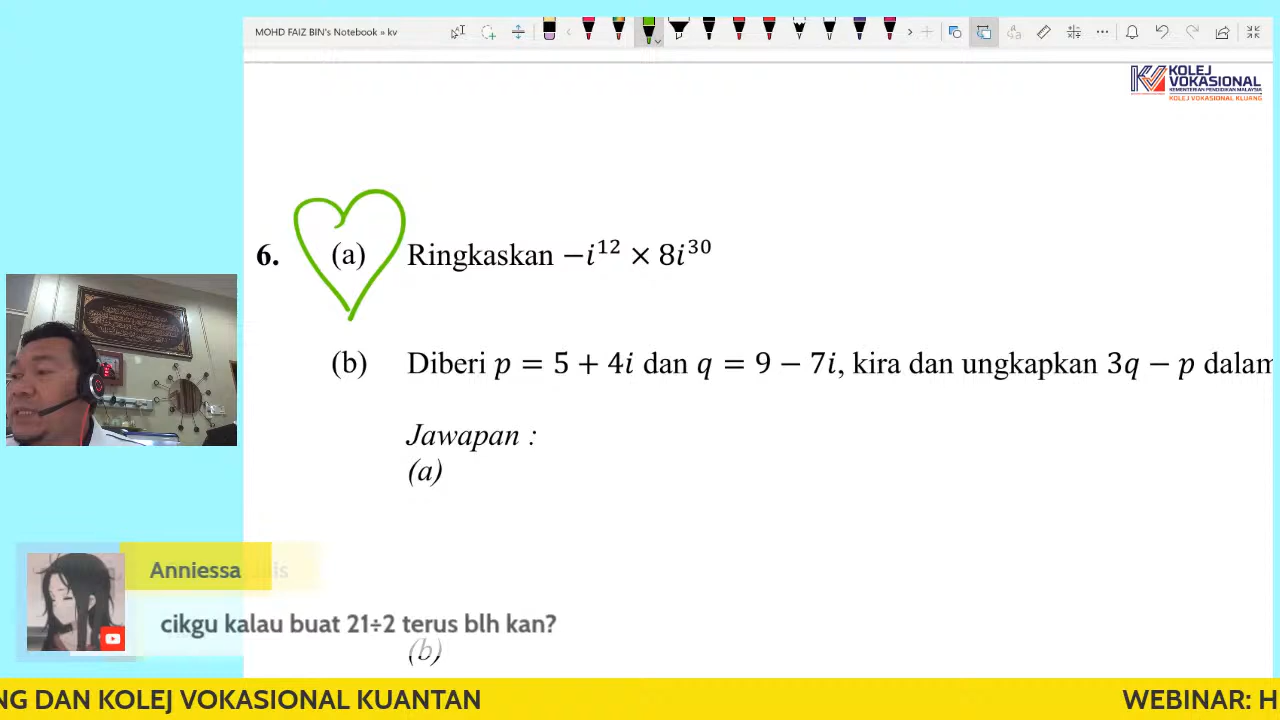 MOHD FAIZ BIN's Notebook » kv
KOLEJ
VOKASIONAL
KEMENTERIAN PENDIDIKAN MALAYSIA
KOLEJ VOKASIONAL KLUANG
6. (a) Ringkaskan −i¹² × 8i³⁰
(b) Diberi p = 5 + 4i dan q = 9 − 7i, kira dan ungkapkan 3q − p dalam
Jawapan :
(a)
Anniessa
cikgu kalau buat 21÷2 terus blh kan?
(b)
NG DAN KOLEJ VOKASIONAL KUANTAN
WEBINAR: H